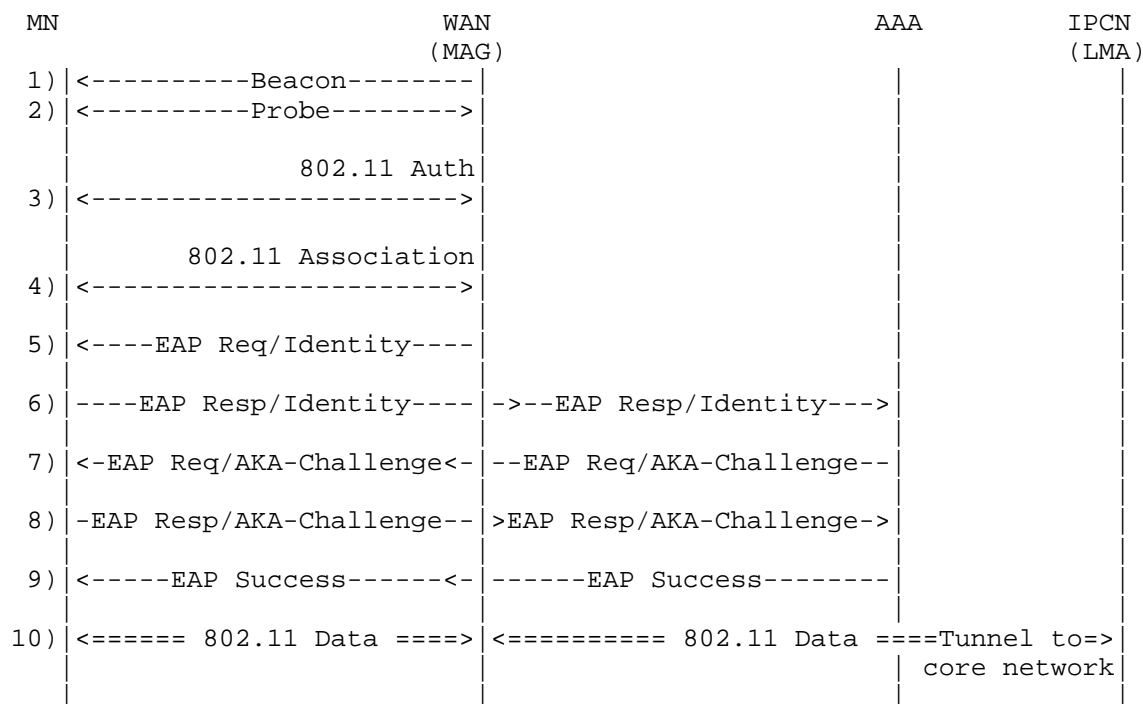 MN WAN AAA IPCN
(MAG) (LMA)
1)|<----------Beacon--------| | |
2)|<----------Probe-------->| | |
| | | |
| 802.11 Auth| | |
3)|<----------------------->| | |
| | | |
| 802.11 Association| | |
4)|<----------------------->| | |
| | | |
5)|<----EAP Req/Identity----| | |
| | | |
6)|----EAP Resp/Identity----|->--EAP Resp/Identity--->| |
| | | |
7)|<-EAP Req/AKA-Challenge<-|--EAP Req/AKA-Challenge--| |
| | | |
8)|-EAP Resp/AKA-Challenge--|>EAP Resp/AKA-Challenge->| |
| | | |
9)|<-----EAP Success------<-|------EAP Success--------| |
| | | |
10)|<====== 802.11 Data ====>|<========== 802.11 Data ====Tunnel to=>|
| | | core network|
| | | |